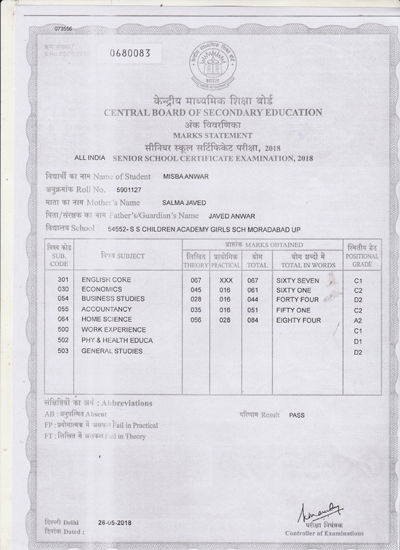 073556
क्रम संख्या/
0680083
केन्द्रीय माध्यमिक शिक्षा बोर्ड
CENTRAL BOARD OF SECONDARY EDUCATION
अंक विवरणिका
MARKS STATEMENT
सीनियर स्कूल सर्टिफिकेट परीक्षा, 2018
ALL INDIA SENIOR SCHOOL CERTIFICATE EXAMINATION, 2018
विद्यार्थी का नाम Name of Student MISBA ANWAR
अनुक्रमांक Roll No. 5901127
माता का नाम Mother's Name SALMA JAVED
पिता/संरक्षक का नाम Father's/Guardian's Name JAVED ANWAR
विद्यालय School 54552-S S CHILDREN ACADEMY GIRLS SCH MORADABAD UP
विषय कोड SUB. CODE विषय SUBJECT प्राप्तांक MARKS OBTAINED स्थितीय ग्रेड POSITIONAL GRADE
लिखित THEORY प्रायोगिक PRACTICAL योग TOTAL योग शब्दों में TOTAL IN WORDS
301 ENGLISH CORE 067 XXX 067 SIXTY SEVEN C1
030 ECONOMICS 045 016 061 SIXTY ONE C2
054 BUSINESS STUDIES 028 016 044 FORTY FOUR D2
055 ACCOUNTANCY 035 016 051 FIFTY ONE C2
064 HOME SCIENCE 056 028 084 EIGHTY FOUR A2
500 WORK EXPERIENCE C1
502 PHY & HEALTH EDUCA D1
503 GENERAL STUDIES D2
संक्षिप्तियों का अर्थ : Abbreviations
AB : अनुपस्थित Absent परिणाम Result PASS
FP : प्रयोगात्मक में असफल Fail in Practical
FT : लिखित में असफल Fail in Theory
दिल्ली Delhi
दिनांक Dated : 26-05-2018
परीक्षा नियंत्रक
Controller of Examinations